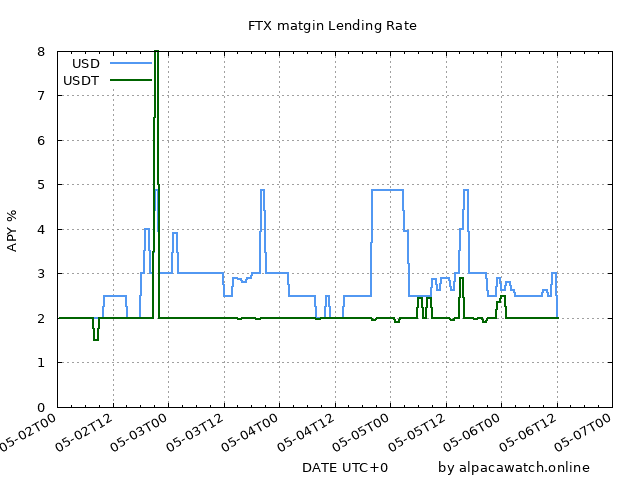 FTX matgin Lending Rate
8
USD
USDT
7
6
5
4
3
2
1
0
APY %
05-02T00
05-02T12
05-03T00
05-03T12
05-04T00
05-04T12
05-05T00
05-05T12
05-06T00
05-06T12
05-07T00
DATE UTC+0
by alpacawatch.online